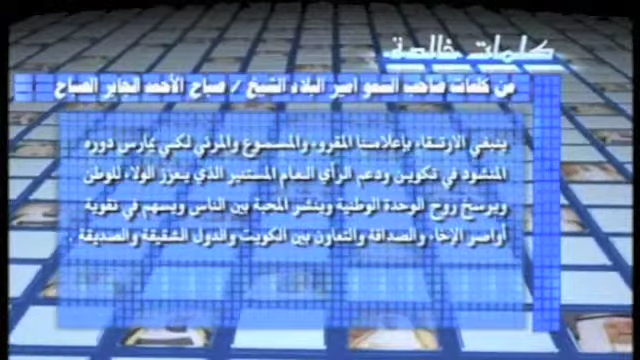 كلمات خالدة
من كلمات صاحب السمو امير البلاد الشيخ / صباح الأحمد الجابر الصباح
ينبغي الارتقاء بإعلامنا المقروء والمسموع والمرئي لكي يمارس دوره
المنشود في تكوين ودعم الرأي العام المستنير الذي يعزز الولاء للوطن
ويرسخ روح الوحدة الوطنية وينشر المحبة بين الناس ويسهم في تقوية
أواصر الإخاء والصداقة والتعاون بين الكويت والدول الشقيقة والصديقة .